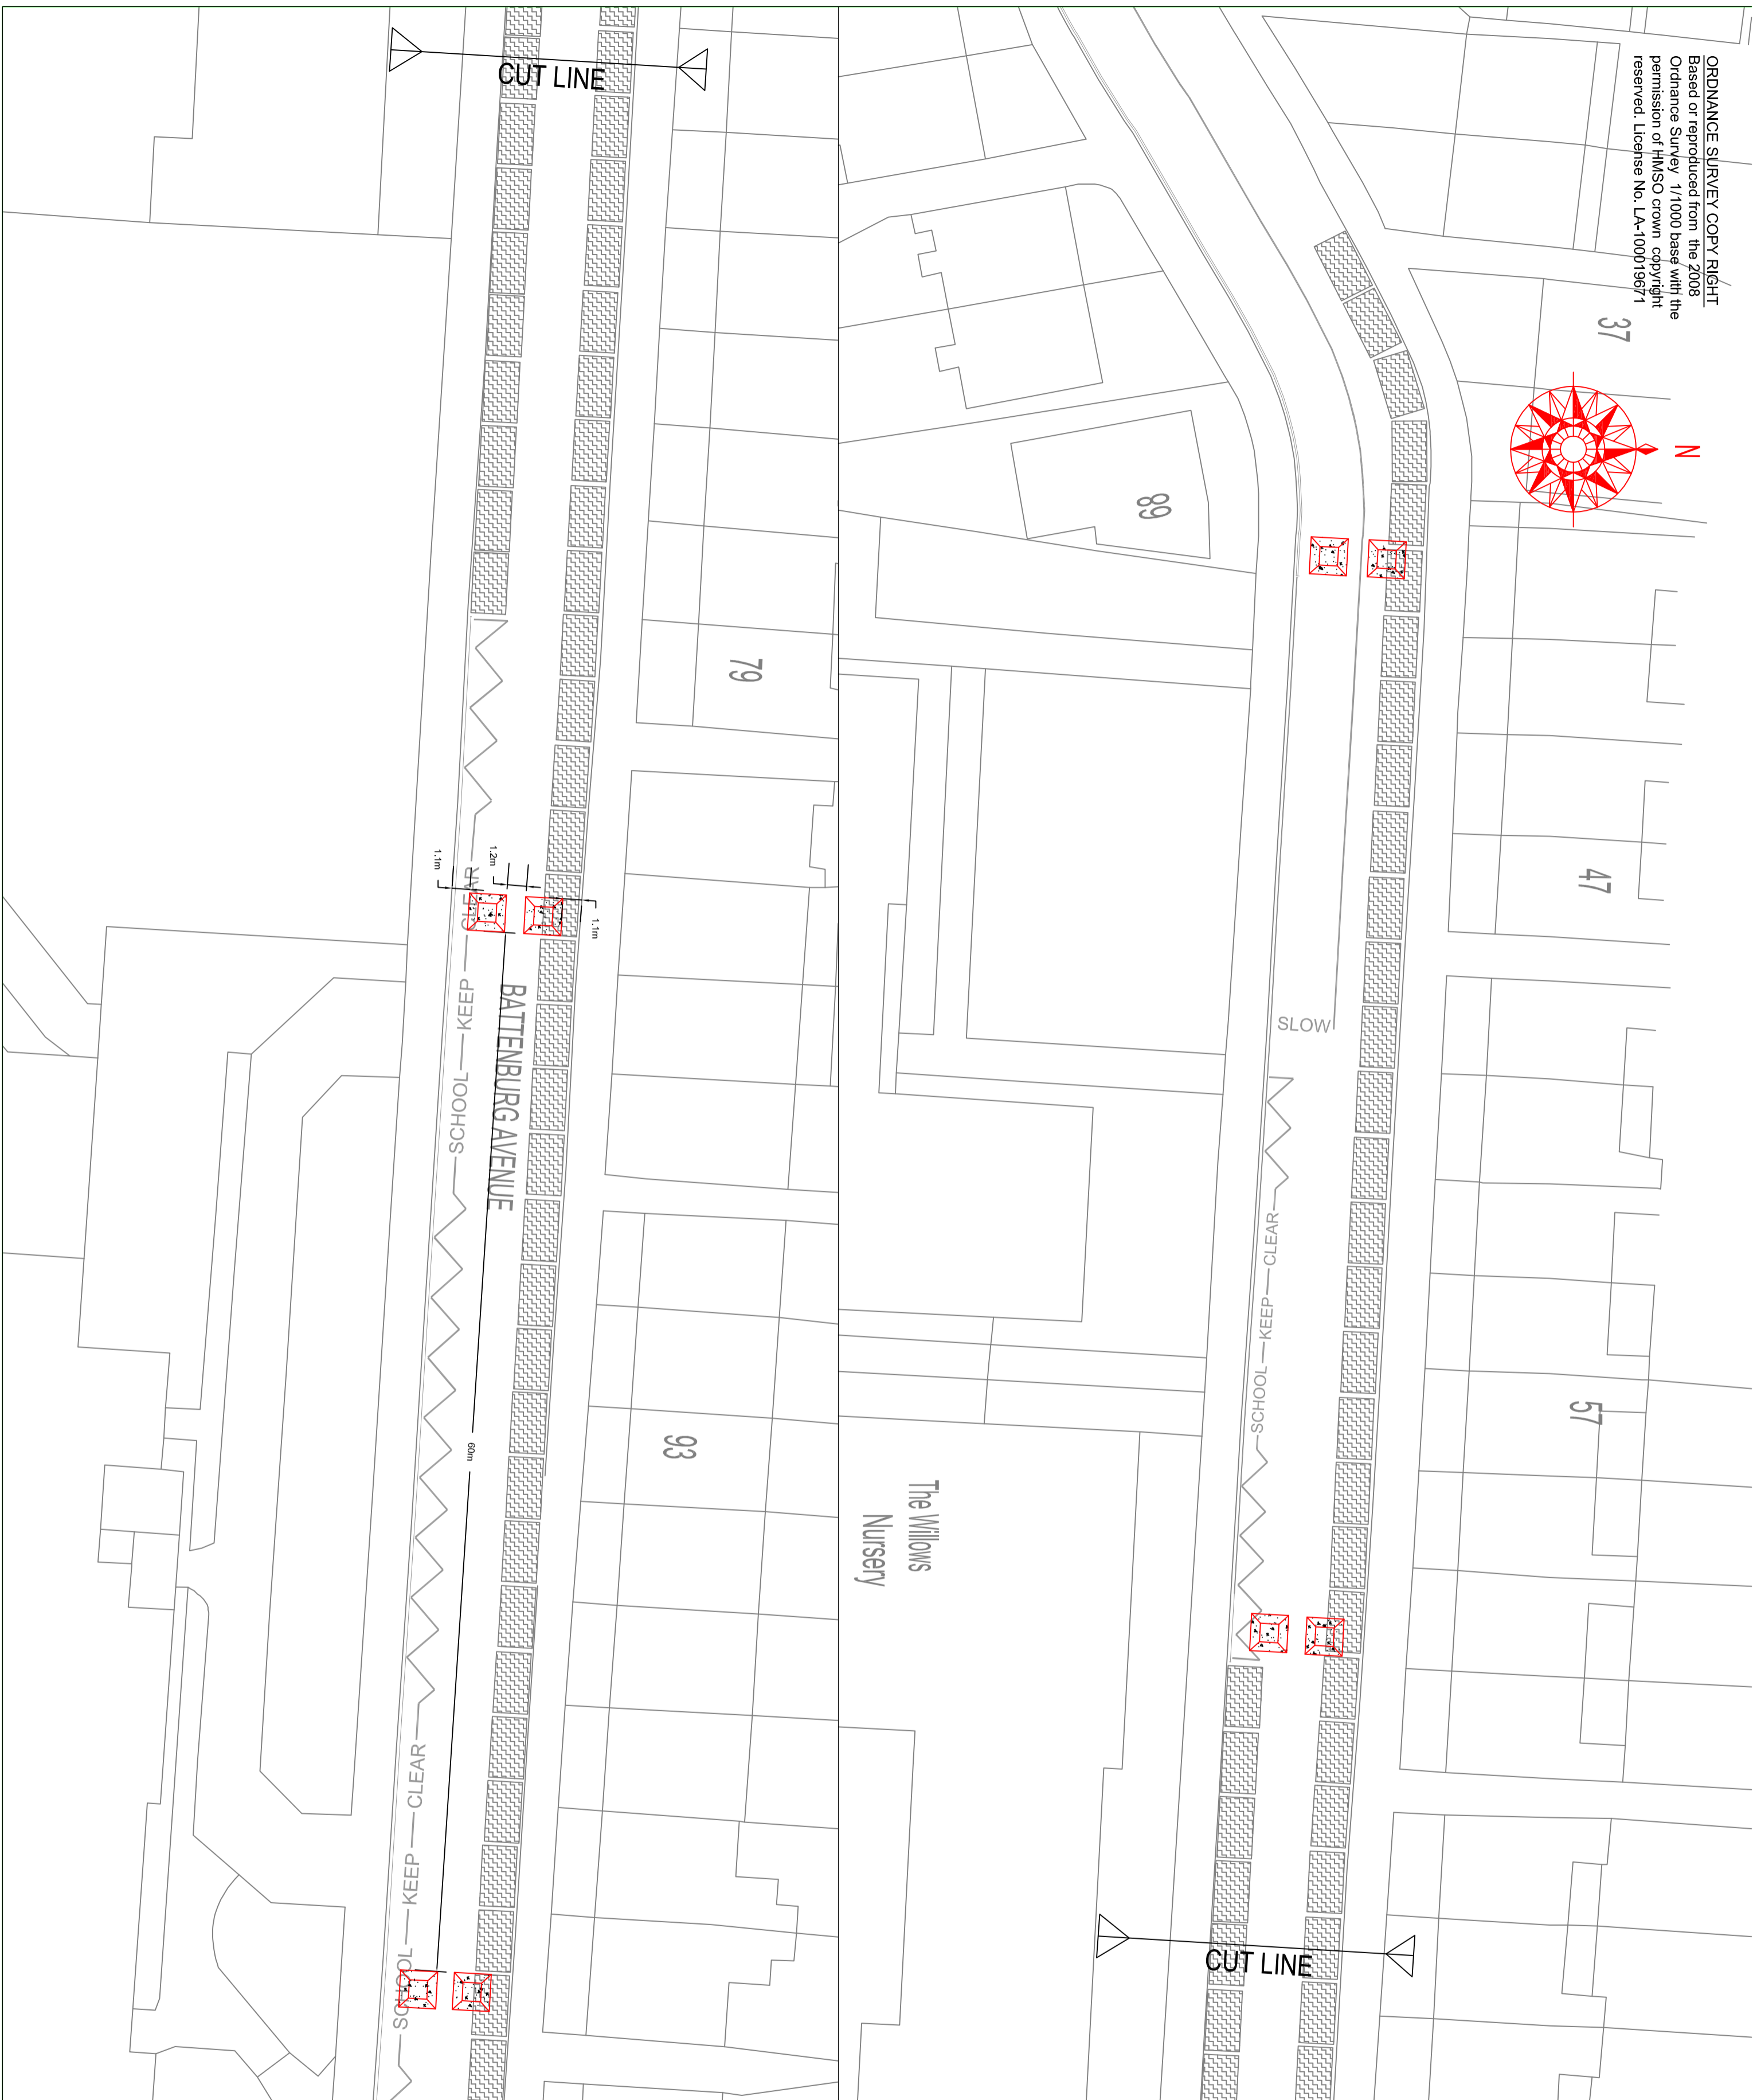 ORDNANCE SURVEY COPY RIGHT
Based or reproduced from the 2008
Ordnance Survey 1/1000 base with the
permission of HMSO crown copyright
reserved. License No. LA-100019671
N
37
47
57
89
SLOW
SCHOOL KEEP CLEAR
The Willows
Nursery
CUT LINE
CUT LINE
79
93
1.1m
1.2m
1.1m
SCHOOL KEEP CLEAR
BATTENBURG AVENUE
60m
SCHOOL KEEP CLEAR